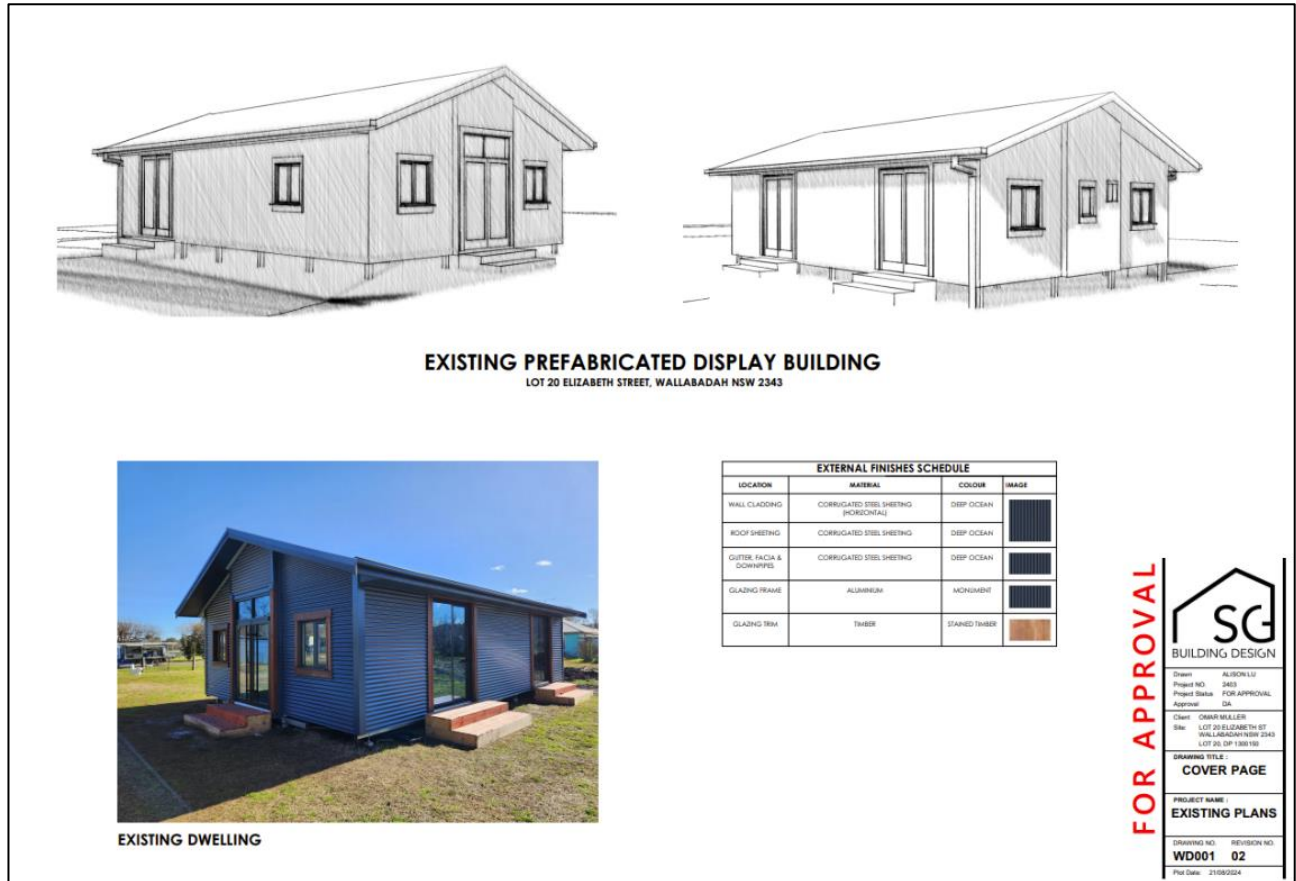 EXISTING PREFABRICATED DISPLAY BUILDING
LOT 20 ELIZABETH STREET, WALLABADAH NSW 2343
EXTERNAL FINISHES SCHEDULE
LOCATION MATERIAL COLOUR IMAGE
WALL CLADDING CORRUGATED STEEL SHEETING (HORIZONTAL) DEEP OCEAN
ROOF SHEETING CORRUGATED STEEL SHEETING DEEP OCEAN
GUTTER, FACIA & DOWNPIPES CORRUGATED STEEL SHEETING DEEP OCEAN
GLAZING FRAME ALUMINIUM MONUMENT
GLAZING TRIM TIMBER STAINED TIMBER
EXISTING DWELLING
FOR APPROVAL
SG
BUILDING DESIGN
Drawn ALISON LU
Project NO. 2403
Project Status FOR APPROVAL
Approval DA
Client OMAR MULLER
Site: LOT 20 ELIZABETH ST
WALLABADAH NSW 2343
LOT 20, DP
DRAWING TITLE :
COVER PAGE
PROJECT NAME :
EXISTING PLANS
DRAWING NO. REVISION NO.
WD001 02
Plot Date: 21/08/2024